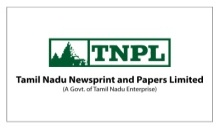 TNPL
Tamil Nadu Newsprint and Papers Limited
(A Govt. of Tamil Nadu Enterprise)